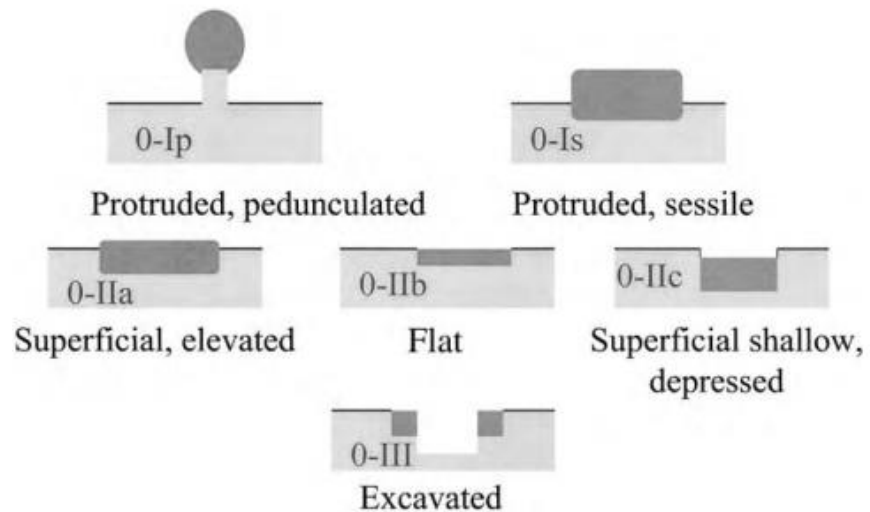 0-Ip
0-Is
Protruded, pedunculated
Protruded, sessile
0-IIa
0-IIb
0-IIc
Superficial, elevated
Flat
Superficial shallow,
depressed
0-III
Excavated